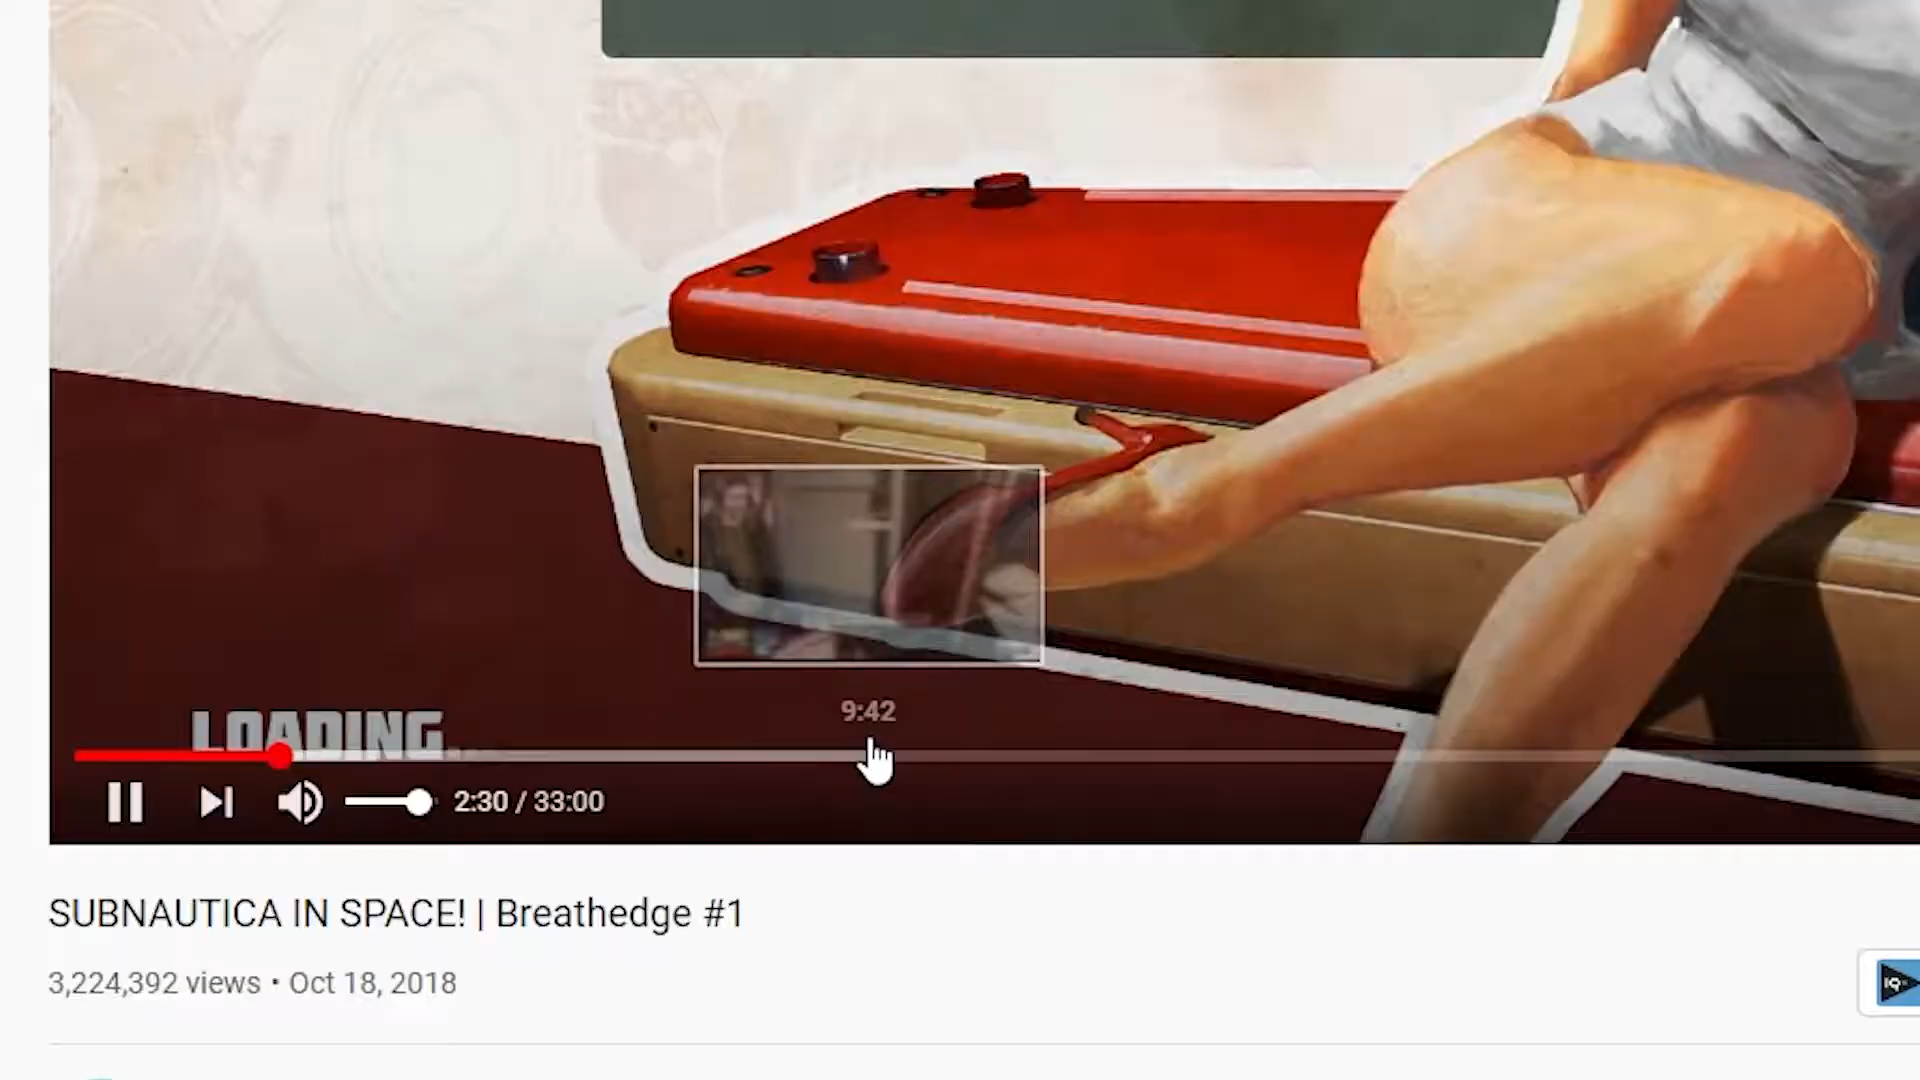 9:42
LOADING.
2:30 / 33:00
SUBNAUTICA IN SPACE! | Breathedge #1
3,224,392 views • Oct 18, 2018
IQ